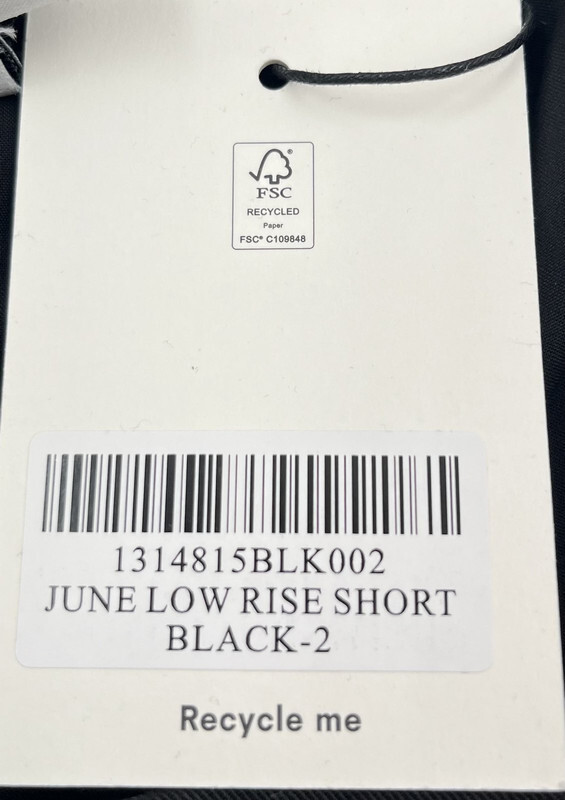 FSC®
RECYCLED
Paper
FSC® C109848
1314815BLK002
JUNE LOW RISE SHORT
BLACK-2
Recycle me